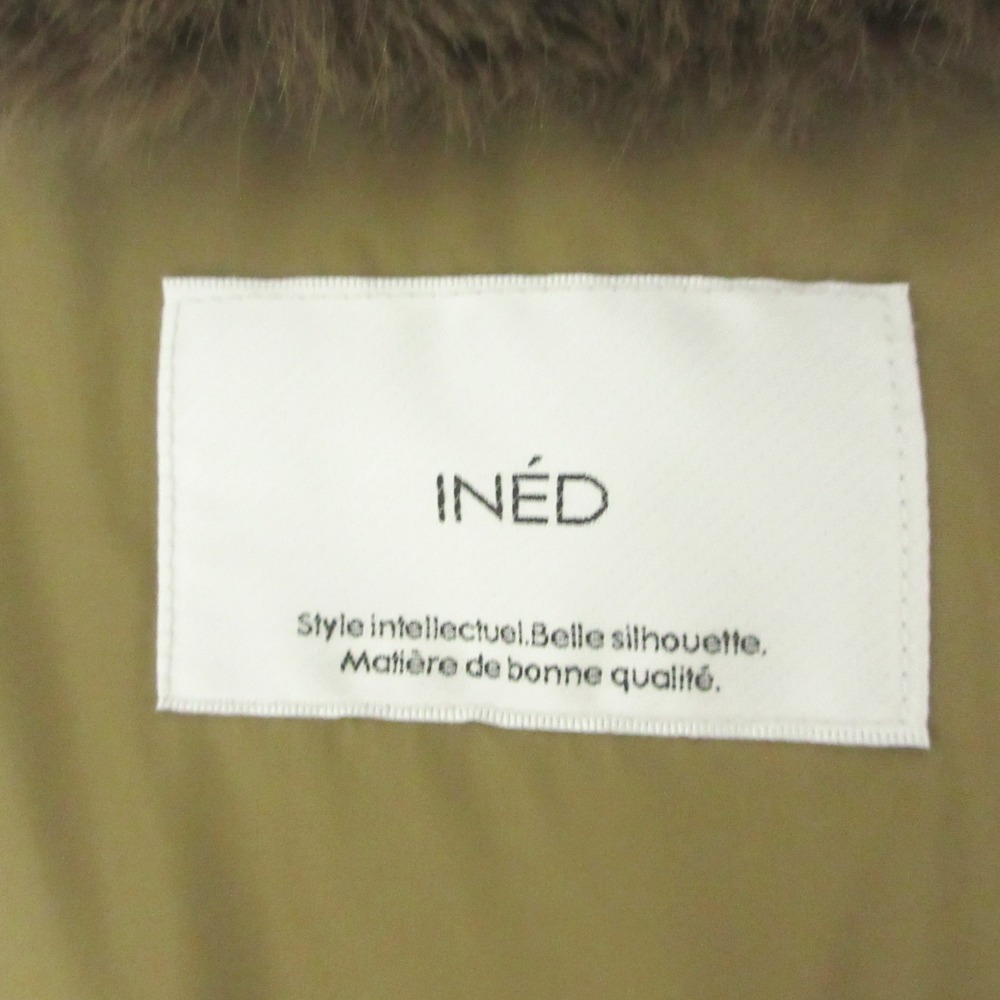 INÉD
Style intellectuel.Belle silhouette.
Matière de bonne qualité.